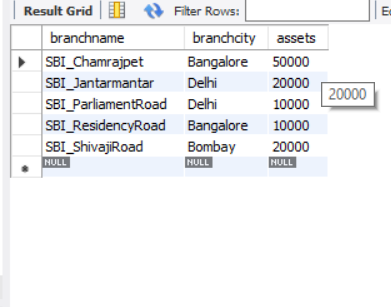 Result Grid Filter Rows: Ed
branchname branchcity assets
SBI_Chamrajpet Bangalore 50000
SBI_Jantarmantar Delhi 20000
20000
SBI_ParliamentRoad Delhi 10000
SBI_ResidencyRoad Bangalore 10000
SBI_ShivajiRoad Bombay 20000
NULL NULL NULL